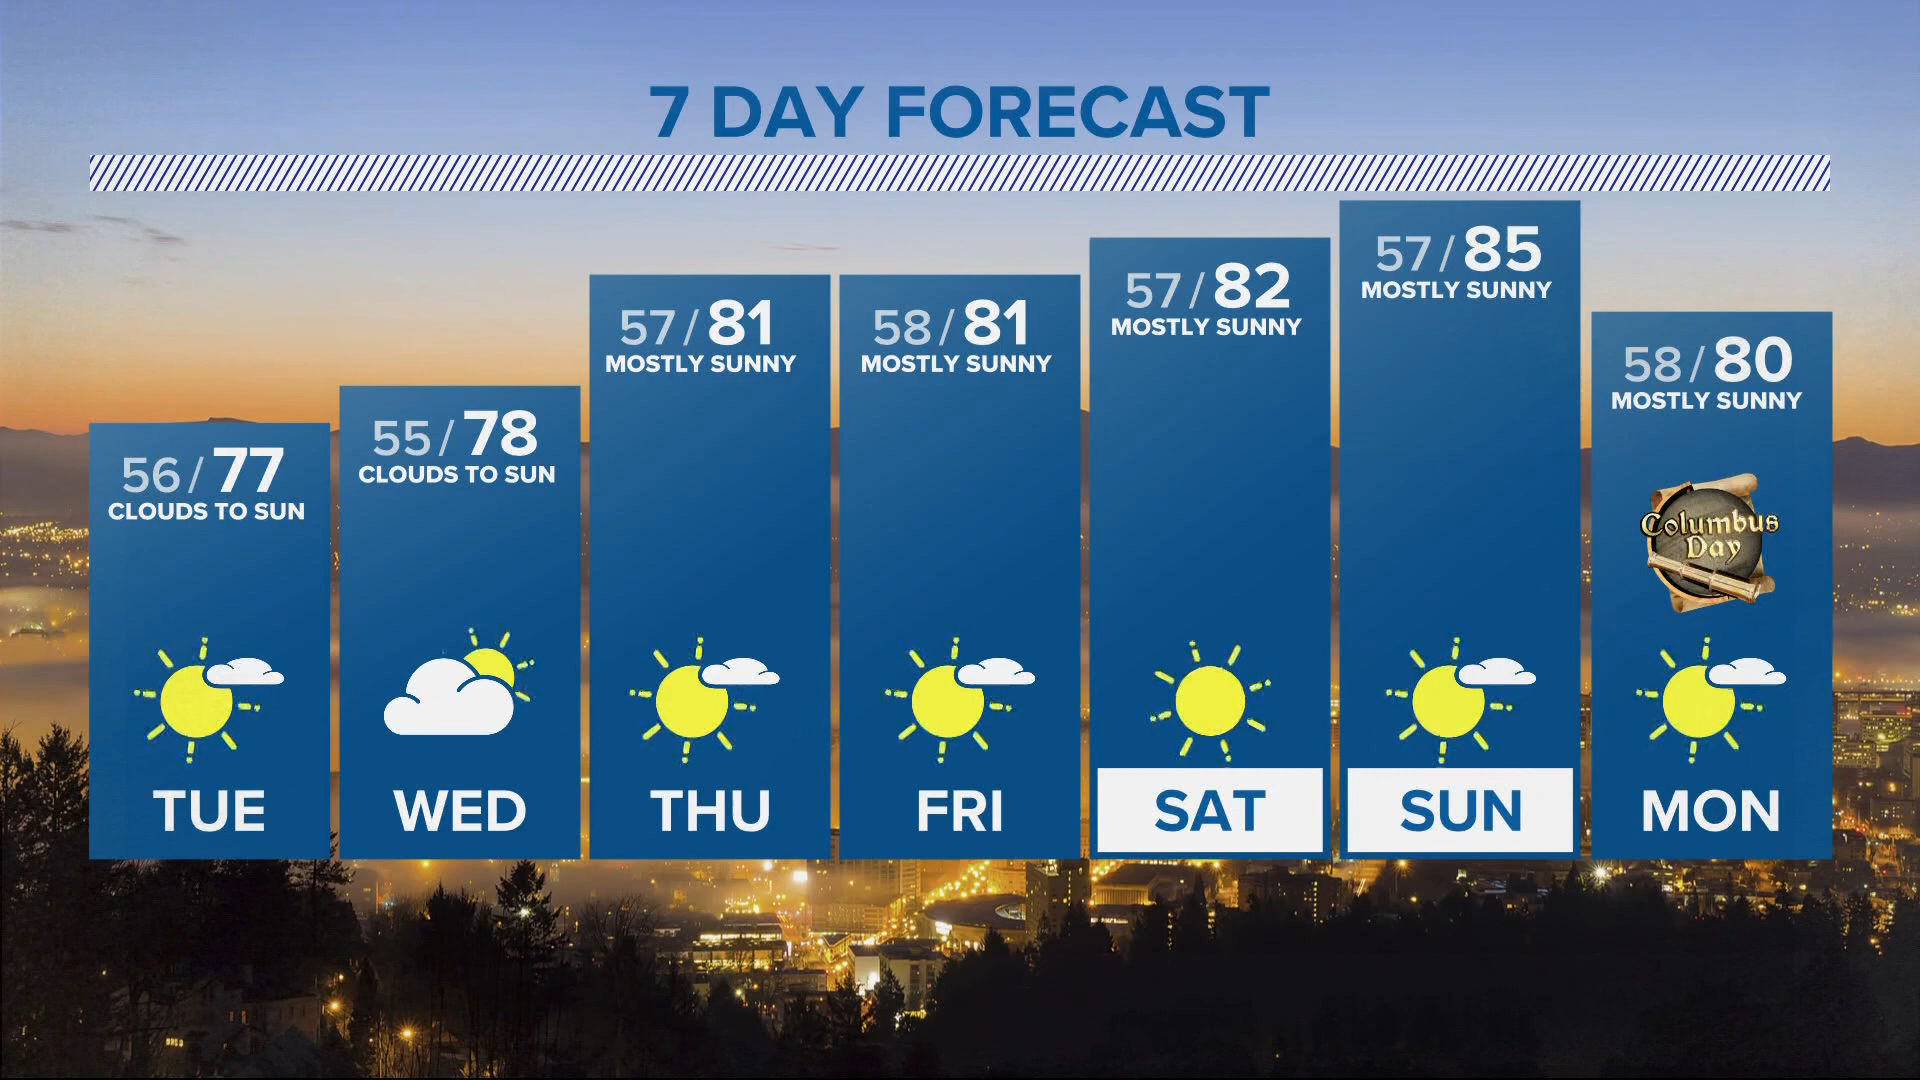 7 DAY FORECAST
56/77
CLOUDS TO SUN
TUE
55/78
CLOUDS TO SUN
WED
57/81
MOSTLY SUNNY
THU
58/81
MOSTLY SUNNY
FRI
57/82
MOSTLY SUNNY
SAT
57/85
MOSTLY SUNNY
SUN
58/80
MOSTLY SUNNY
Columbus
Day
MON